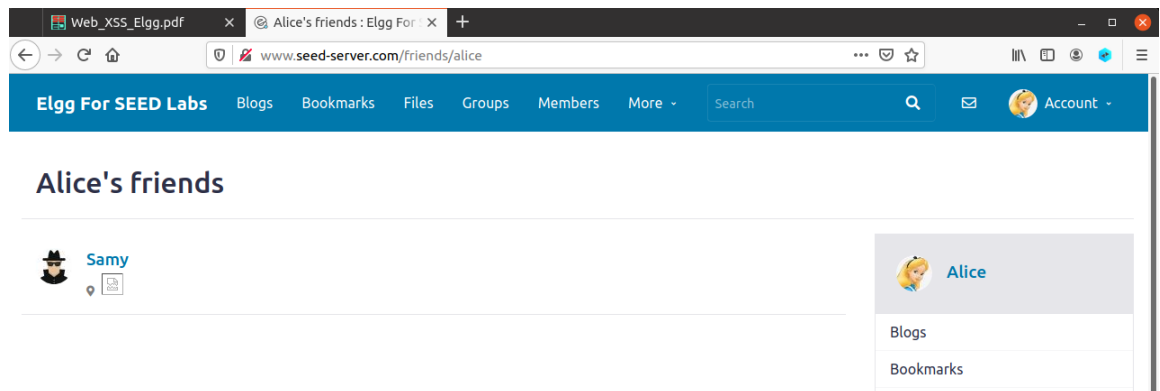 Web_XSS_Elgg.pdf
Alice's friends : Elgg For S
www.seed-server.com/friends/alice
Elgg For SEED Labs Blogs Bookmarks Files Groups Members More Search Account
Alice's friends
Samy
Alice
Blogs
Bookmarks